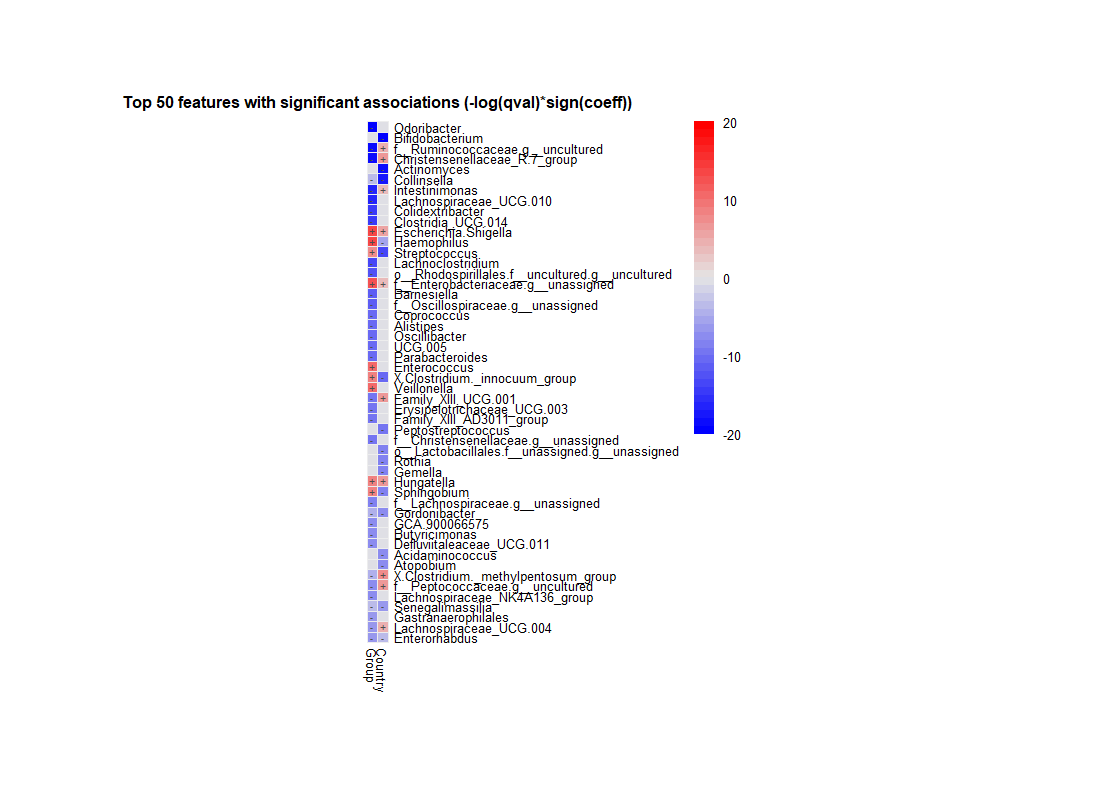 Top 50 features with significant associations (-log(qval)*sign(coeff))
Odoribacter
Bifidobacterium
f__Ruminococcaceae.g__uncultured
Christensenellaceae_R.7_group
Actinomyces
Collinsella
Intestinimonas
Lachnospiraceae_UCG.010
Colidextribacter
Clostridia_UCG.014
Escherichia.Shigella
Haemophilus
Streptococcus
Lachnoclostridium
o__Rhodospirillales.f__uncultured.g__uncultured
f__Enterobacteriaceae.g__unassigned
Barnesiella
f__Oscillospiraceae.g__unassigned
Coprococcus
Alistipes
Oscillibacter
UCG.005
Parabacteroides
Enterococcus
X.Clostridium._innocuum_group
Veillonella
Family_XIII_UCG.001
Erysipelotrichaceae_UCG.003
Family_XIII_AD3011_group
Peptostreptococcus
f__Christensenellaceae.g__unassigned
o__Lactobacillales.f__unassigned.g__unassigned
Rothia
Gemella
Hungatella
Sphingobium
f__Lachnospiraceae.g__unassigned
Gordonibacter
GCA.900066575
Butyricimonas
Defluviitaleaceae_UCG.011
Acidaminococcus
Atopobium
X.Clostridium._methylpentosum_group
f__Peptococcaceae.g__uncultured
Lachnospiraceae_NK4A136_group
Senegalimassilia
Gastranaerophilales
Lachnospiraceae_UCG.004
Enterorhabdus
Group
Country
20
10
0
-10
-20